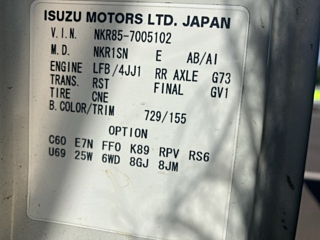 ISUZU MOTORS LTD. JAPAN
V.I.N. NKR85-7005102
M.D. NKR1SN E AB/AI
ENGINE LFB/4JJ1 RR AXLE G73
TRANS. RST FINAL GV1
TIRE CNE
B.COLOR/TRIM 729/155
OPTION
C60 E7N FF0 K89 RPV RS6
U69 25W 6WD 8GJ 8JM